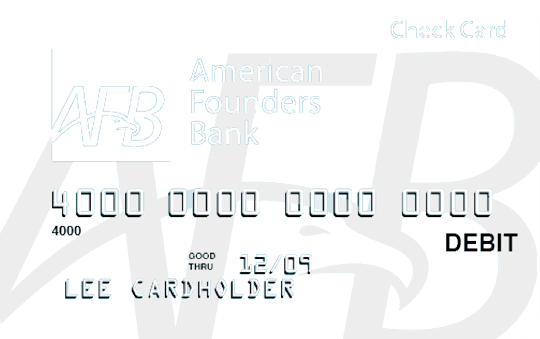 Check Card
AFB
American
Founders
Bank
4000 0000 0000 0000
4000
DEBIT
GOOD
THRU
12/09
LEE CARDHOLDER